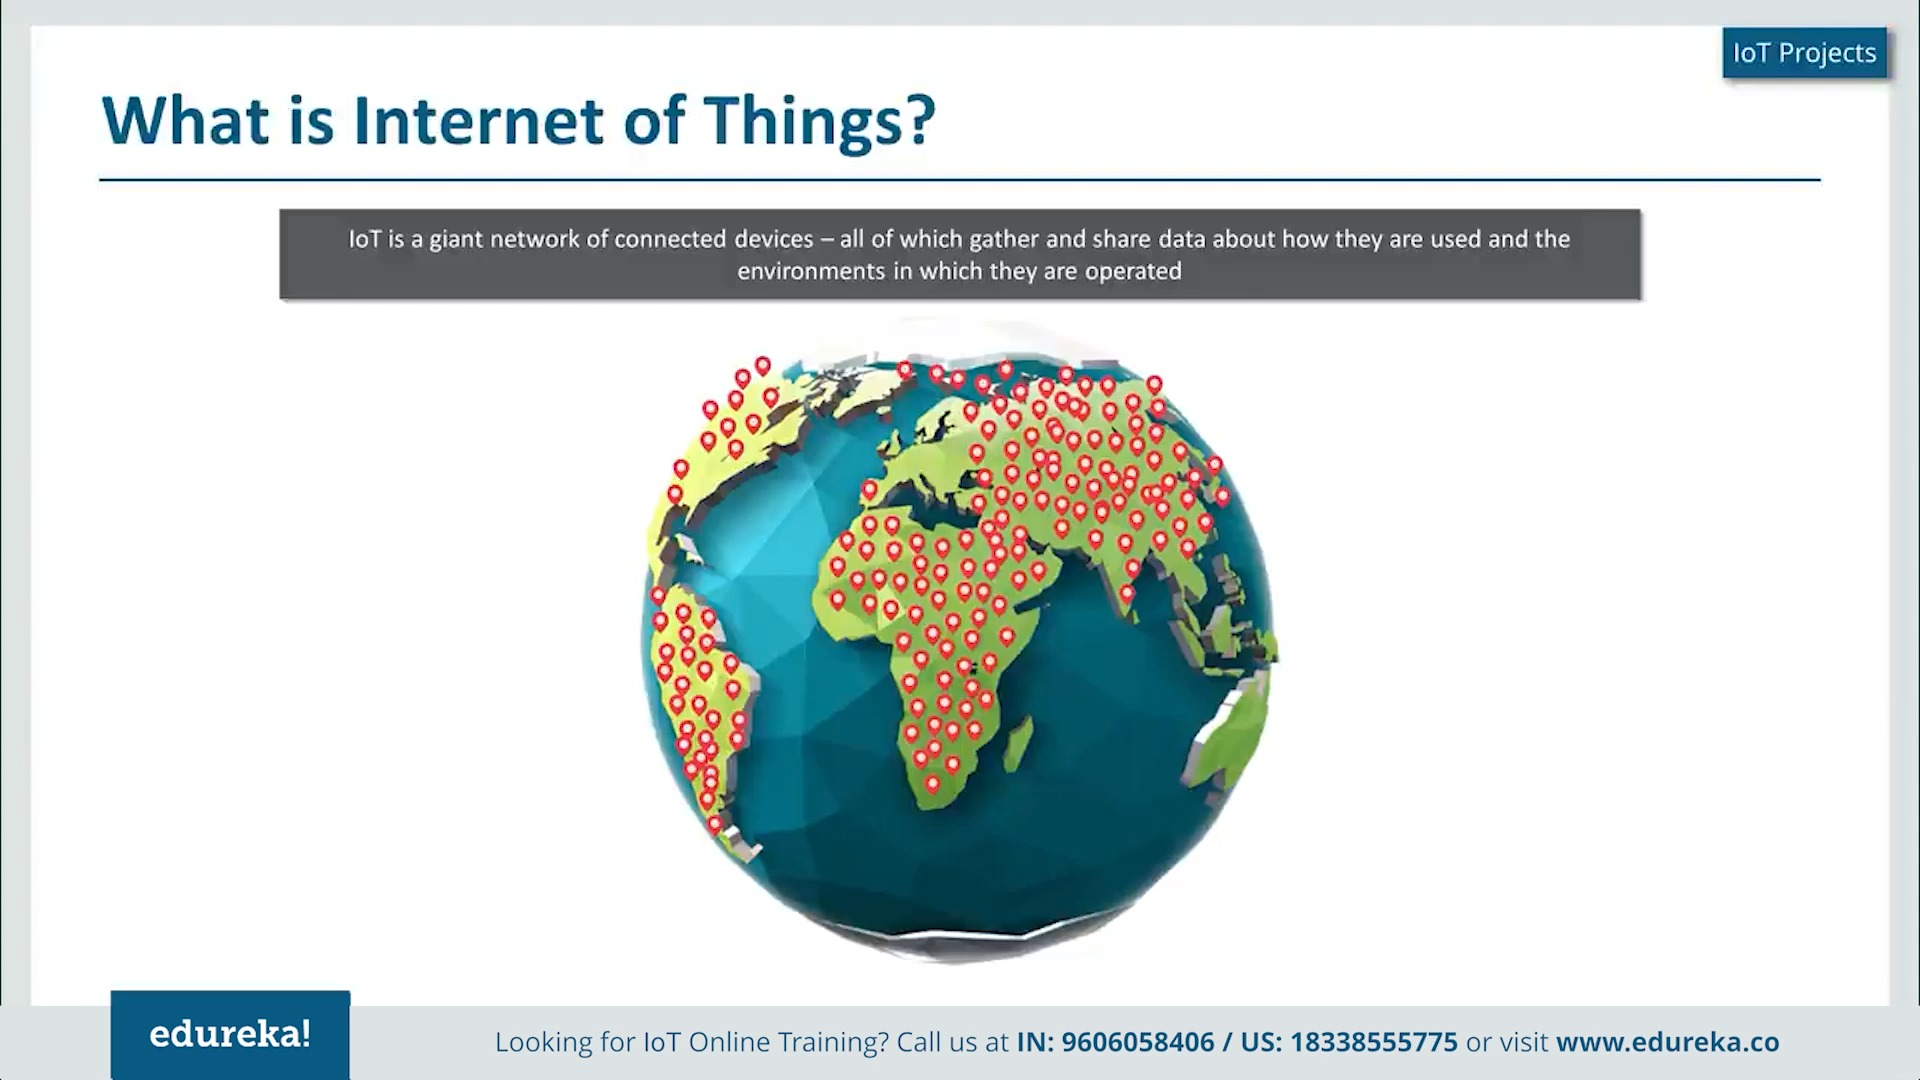 IoT Projects
What is Internet of Things?
IoT is a giant network of connected devices – all of which gather and share data about how they are used and the
environments in which they are operated
edureka!
Looking for IoT Online Training? Call us at IN: 9606058406 / US: 18338555775 or visit www.edureka.co